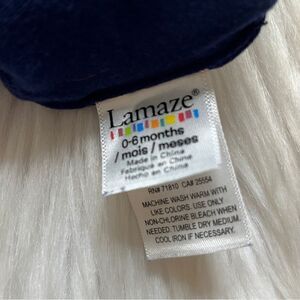 Lamaze®
0-6 months
/ mois / meses
Made in China
Fabriqué en China
Hecho en China
RN# 71810 CA# 25554
MACHINE WASH WARM WITH
LIKE COLORS. USE ONLY
NON-CHLORINE BLEACH WHEN
NEEDED. TUMBLE DRY MEDIUM.
COOL IRON IF NECESSARY.